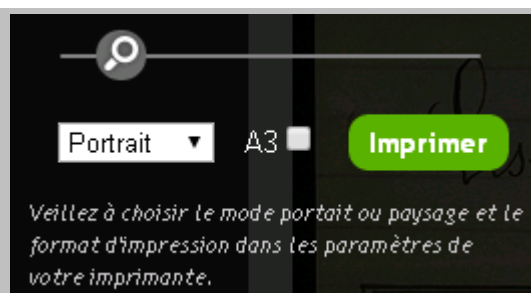 Portrait A3 Imprimer
Veillez à choisir le mode portait ou paysage et le
format d'impression dans les paramètres de
votre imprimante.